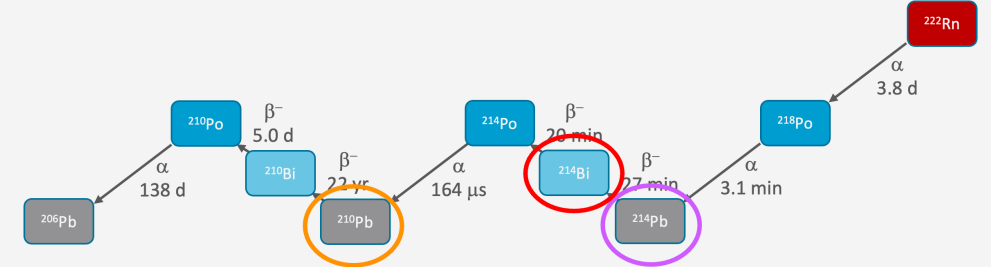 ²²²Rn
α
3.8 d
²¹⁸Po
α
3.1 min
²¹⁴Pb
β⁻
27 min
²¹⁴Bi
β⁻
20 min
²¹⁴Po
α
164 µs
²¹⁰Pb
β⁻
22 yr
²¹⁰Bi
β⁻
5.0 d
²¹⁰Po
α
138 d
²⁰⁶Pb